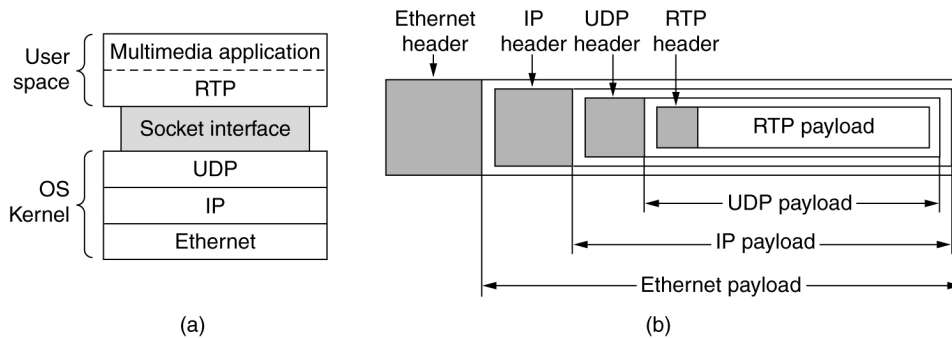 User
space
Multimedia application
RTP
Socket interface
OS
Kernel
UDP
IP
Ethernet
(a)
Ethernet
header
IP
header
UDP
header
RTP
header
RTP payload
UDP payload
IP payload
Ethernet payload
(b)